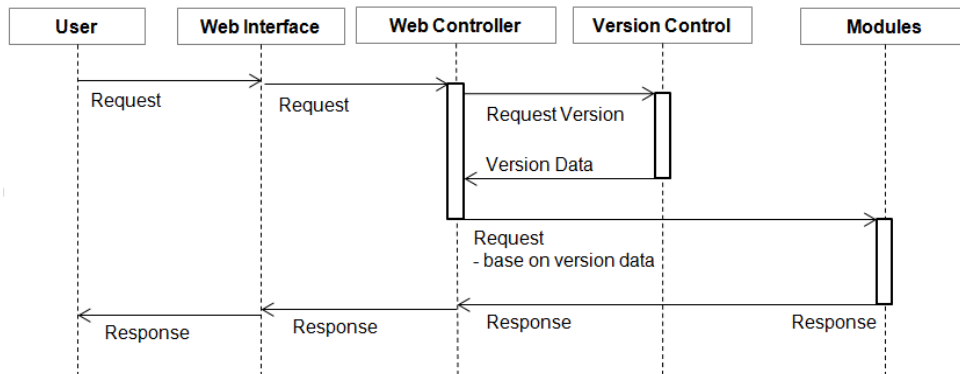 User
Web Interface
Web Controller
Version Control
Modules
Request
Request
Request Version
Version Data
Request
- base on version data
Response
Response
Response
Response